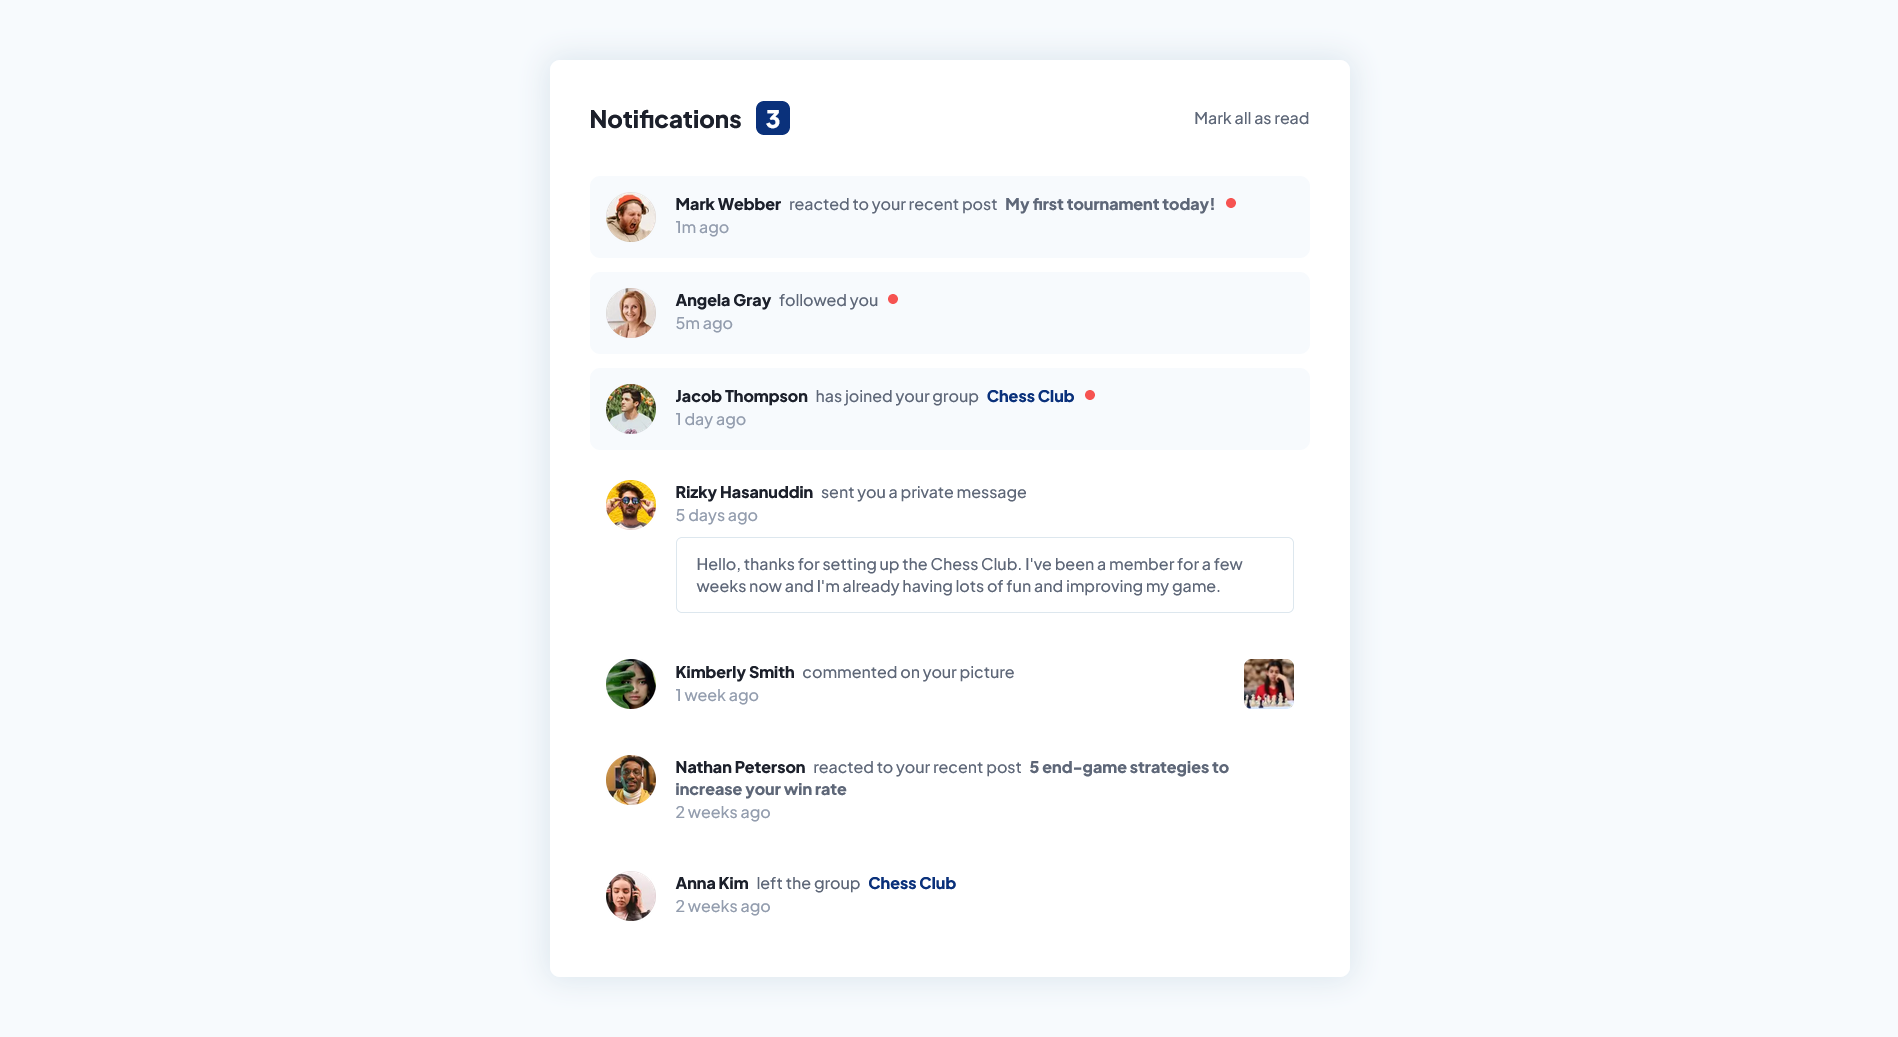 Notifications 3
Mark all as read
Mark Webber reacted to your recent post My first tournament today!
1m ago
Angela Gray followed you
5m ago
Jacob Thompson has joined your group Chess Club
1 day ago
Rizky Hasanuddin sent you a private message
5 days ago
Hello, thanks for setting up the Chess Club. I've been a member for a few
weeks now and I'm already having lots of fun and improving my game.
Kimberly Smith commented on your picture
1 week ago
Nathan Peterson reacted to your recent post 5 end-game strategies to
increase your win rate
2 weeks ago
Anna Kim left the group Chess Club
2 weeks ago